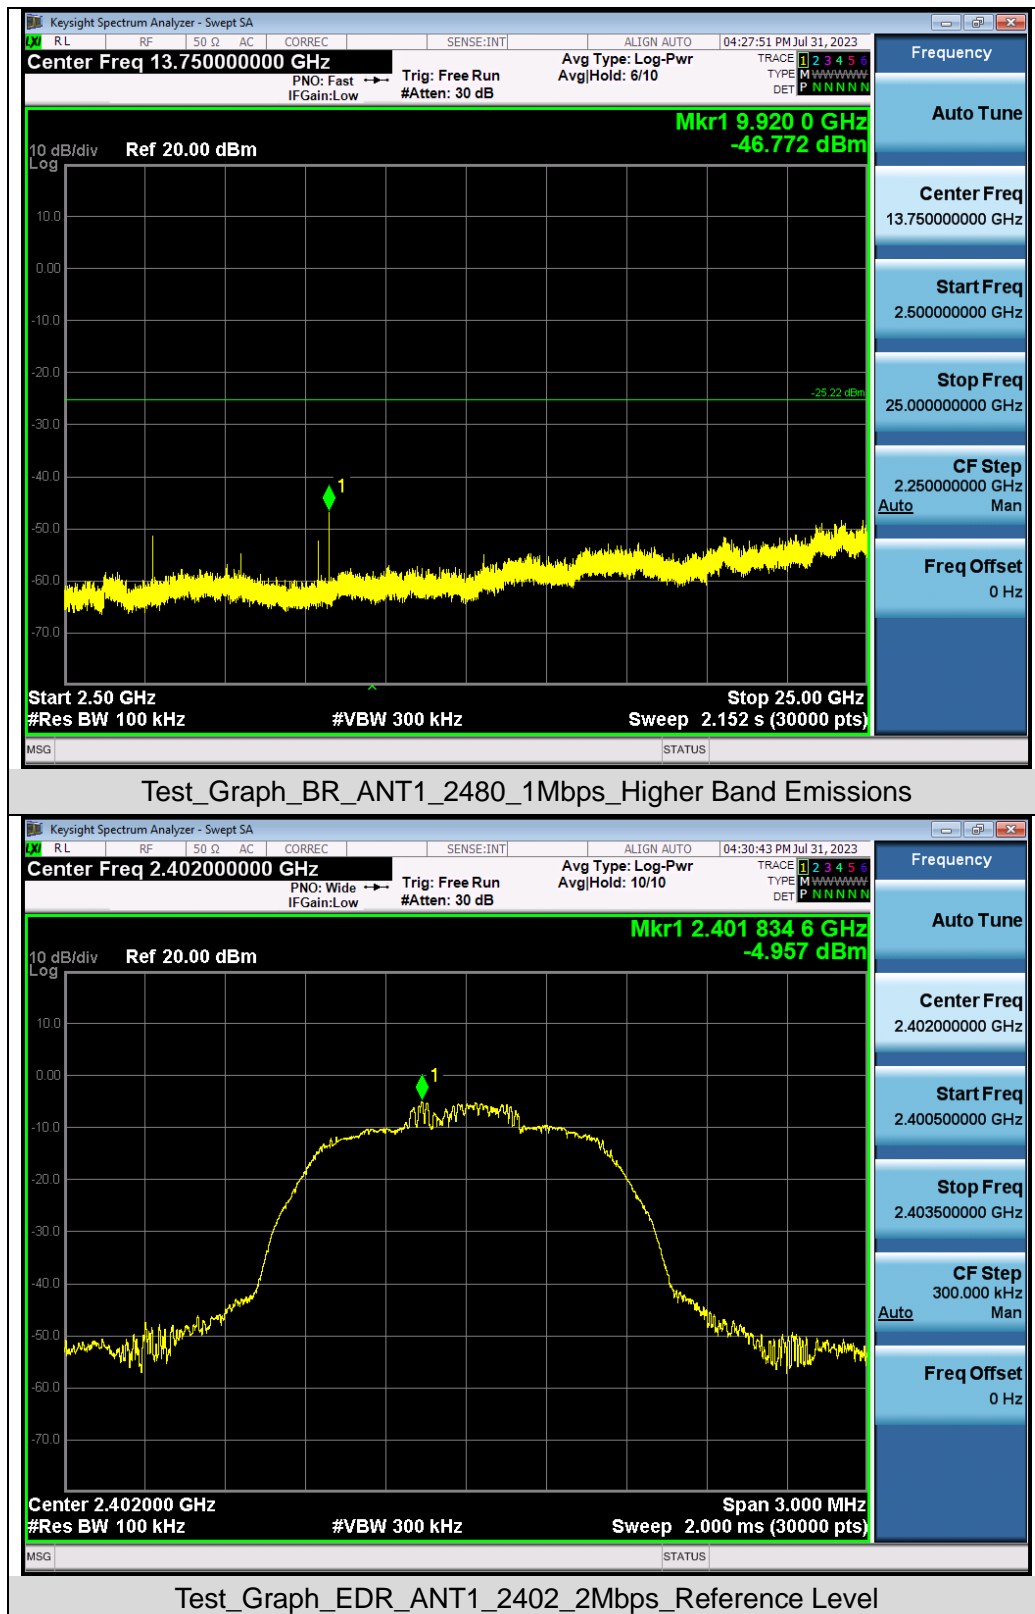 Keysight Spectrum Analyzer - Swept SA
LXI RL RF 50 Ω AC CORREC SENSE:INT ALIGN AUTO 04:27:51 PM Jul 31, 2023
Center Freq 13.750000000 GHz
PNO: Fast
IFGain:Low
Trig: Free Run
#Atten: 30 dB
Avg Type: Log-Pwr
Avg|Hold: 6/10
TRACE 1 2 3 4 5 6
TYPE M WWWWW
DET P N N N N N
Mkr1 9.920 0 GHz
-46.772 dBm
10 dB/div Ref 20.00 dBm
Log
10.0
0.00
-10.0
-20.0
-25.22 dBm
-30.0
-40.0
1
-50.0
-60.0
-70.0
Start 2.50 GHz Stop 25.00 GHz
#Res BW 100 kHz #VBW 300 kHz Sweep 2.152 s (30000 pts)
MSG STATUS
Frequency
Auto Tune
Center Freq
13.750000000 GHz
Start Freq
2.500000000 GHz
Stop Freq
25.000000000 GHz
CF Step
2.250000000 GHz
Auto Man
Freq Offset
0 Hz
Test_Graph_BR_ANT1_2480_1Mbps_Higher Band Emissions
Keysight Spectrum Analyzer - Swept SA
LXI RL RF 50 Ω AC CORREC SENSE:INT ALIGN AUTO 04:30:43 PM Jul 31, 2023
Center Freq 2.402000000 GHz
PNO: Wide
IFGain:Low
Trig: Free Run
#Atten: 30 dB
Avg Type: Log-Pwr
Avg|Hold: 10/10
TRACE 1 2 3 4 5 6
TYPE M WWWWW
DET P N N N N N
Mkr1 2.401 834 6 GHz
-4.957 dBm
10 dB/div Ref 20.00 dBm
Log
10.0
0.00
1
-10.0
-20.0
-30.0
-40.0
-50.0
-60.0
-70.0
Center 2.402000 GHz Span 3.000 MHz
#Res BW 100 kHz #VBW 300 kHz Sweep 2.000 ms (30000 pts)
MSG STATUS
Frequency
Auto Tune
Center Freq
2.402000000 GHz
Start Freq
2.400500000 GHz
Stop Freq
2.403500000 GHz
CF Step
300.000 kHz
Auto Man
Freq Offset
0 Hz
Test_Graph_EDR_ANT1_2402_2Mbps_Reference Level